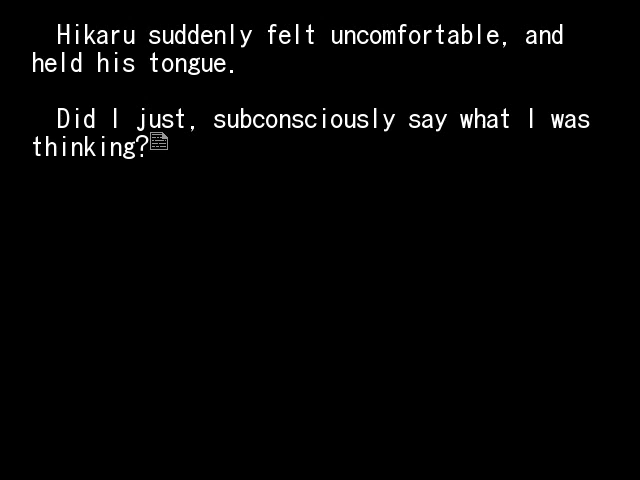 Hikaru suddenly felt uncomfortable, and
held his tongue.
Did I just, subconsciously say what I was
thinking?